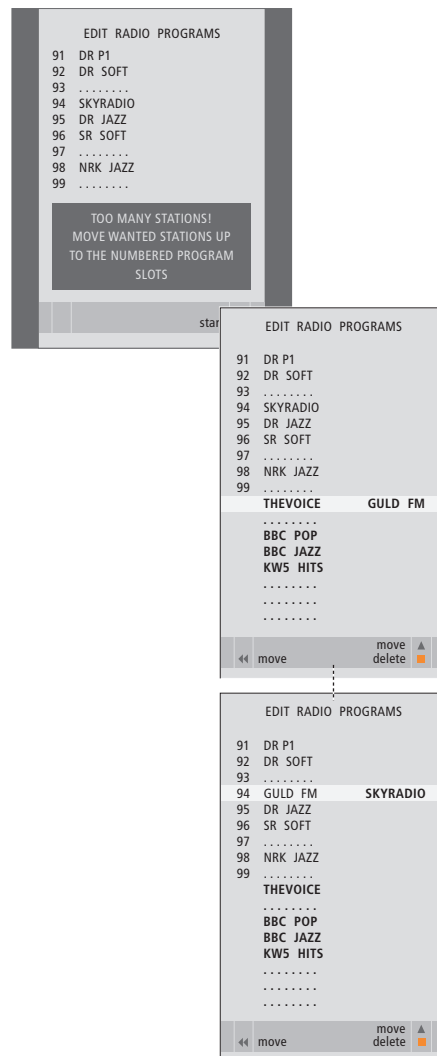 EDIT RADIO PROGRAMS
91 DR P1
92 DR SOFT
93 ........
94 SKYRADIO
95 DR JAZZ
96 SR SOFT
97 ........
98 NRK JAZZ
99 ........
TOO MANY STATIONS!
MOVE WANTED STATIONS UP
TO THE NUMBERED PROGRAM
SLOTS
star
EDIT RADIO PROGRAMS
91 DR P1
92 DR SOFT
93 ........
94 SKYRADIO
95 DR JAZZ
96 SR SOFT
97 ........
98 NRK JAZZ
99 ........
THEVOICE GULD FM
........
BBC POP
BBC JAZZ
KW5 HITS
........
........
........
move
move delete
EDIT RADIO PROGRAMS
91 DR P1
92 DR SOFT
93 ........
94 GULD FM SKYRADIO
95 DR JAZZ
96 SR SOFT
97 ........
98 NRK JAZZ
99 ........
THEVOICE
........
BBC POP
BBC JAZZ
KW5 HITS
........
........
........
move
move delete